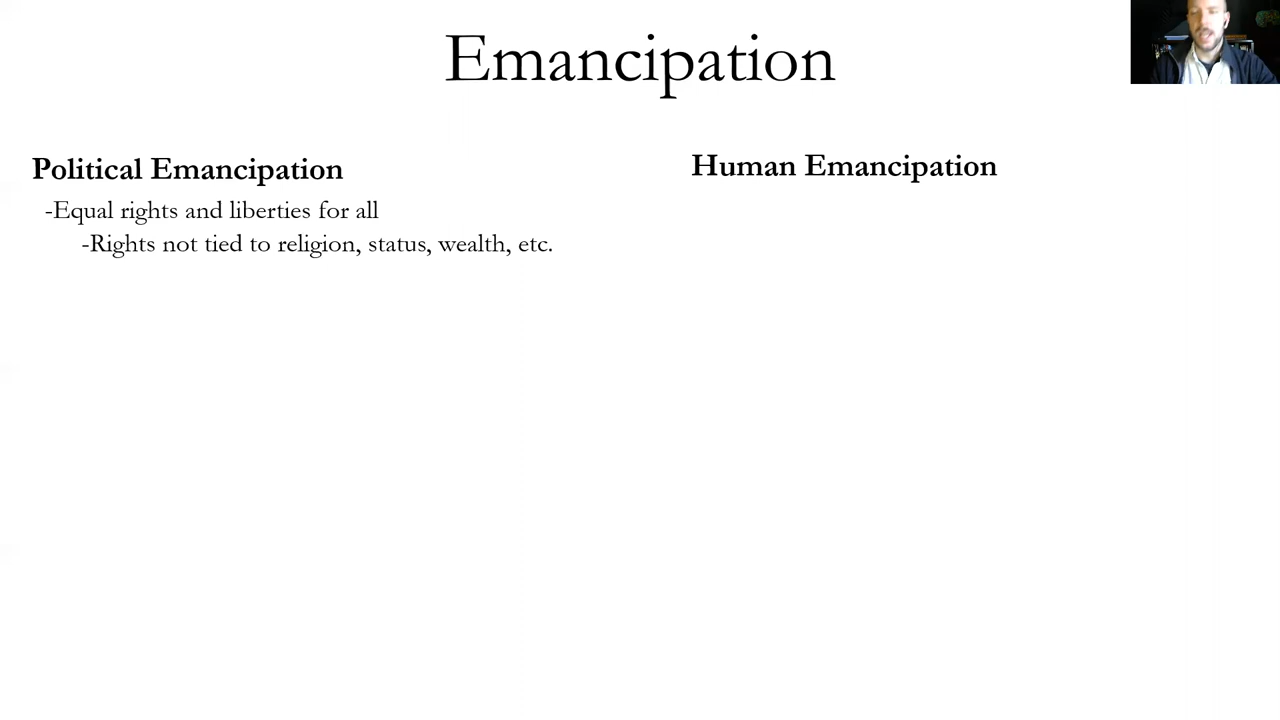 Emancipation
Political Emancipation
-Equal rights and liberties for all
-Rights not tied to religion, status, wealth, etc.
Human Emancipation